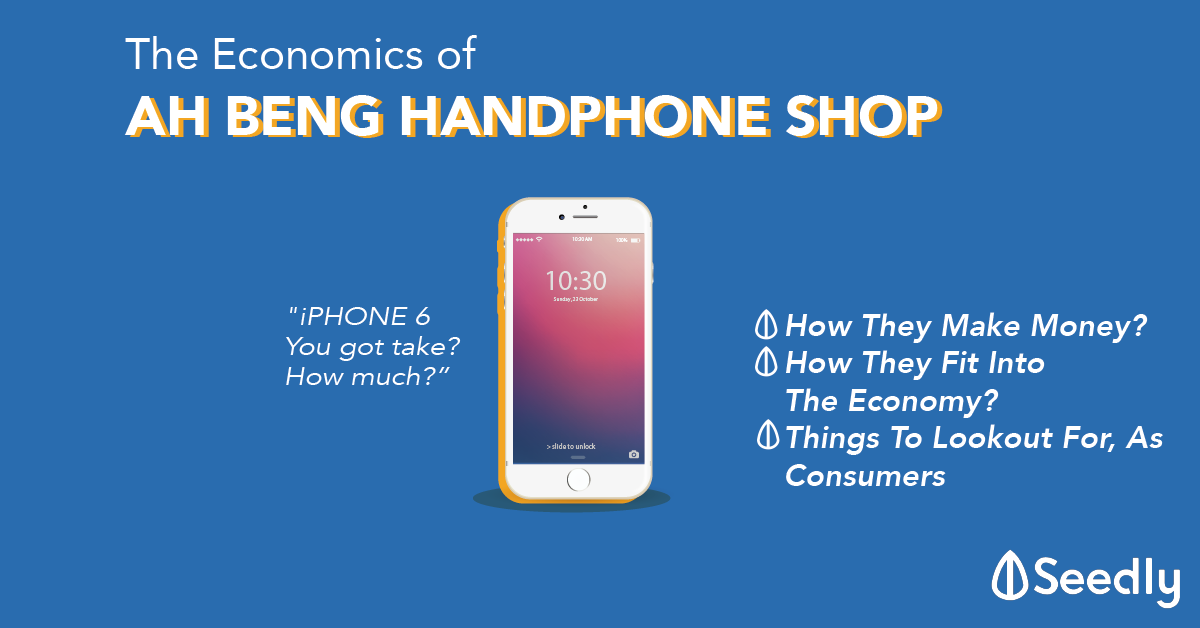 The Economics of
AH BENG HANDPHONE SHOP
10:30 AM
100%
10:30
Sunday, 23 October
"iPHONE 6
You got take?
How much?”
> slide to unlock
How They Make Money?
How They Fit Into
The Economy?
Things To Lookout For, As
Consumers
Seedly